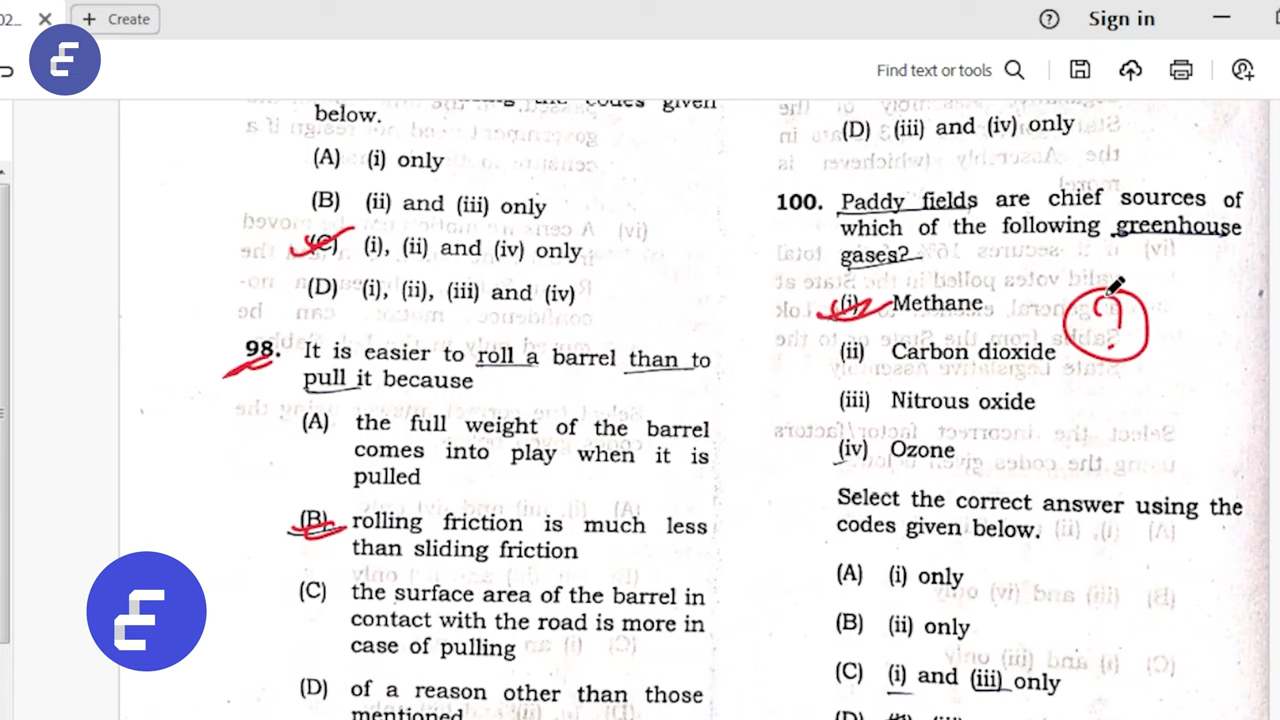 02...
Create
Sign in
Find text or tools
below.
(A) (i) only
(B) (ii) and (iii) only
(C) (i), (ii) and (iv) only
(D) (i), (ii), (iii) and (iv)
98. It is easier to roll a barrel than to
pull it because
(A) the full weight of the barrel
comes into play when it is
pulled
(B) rolling friction is much less
than sliding friction
(C) the surface area of the barrel in
contact with the road is more in
case of pulling
(D) of a reason other than those
mentioned
(D) (iii) and (iv) only
100. Paddy fields are chief sources of
which of the following greenhouse
gases?
(i) Methane
?
(ii) Carbon dioxide
(iii) Nitrous oxide
(iv) Ozone
Select the correct answer using the
codes given below.
(A) (i) only
(B) (ii) only
(C) (i) and (iii) only